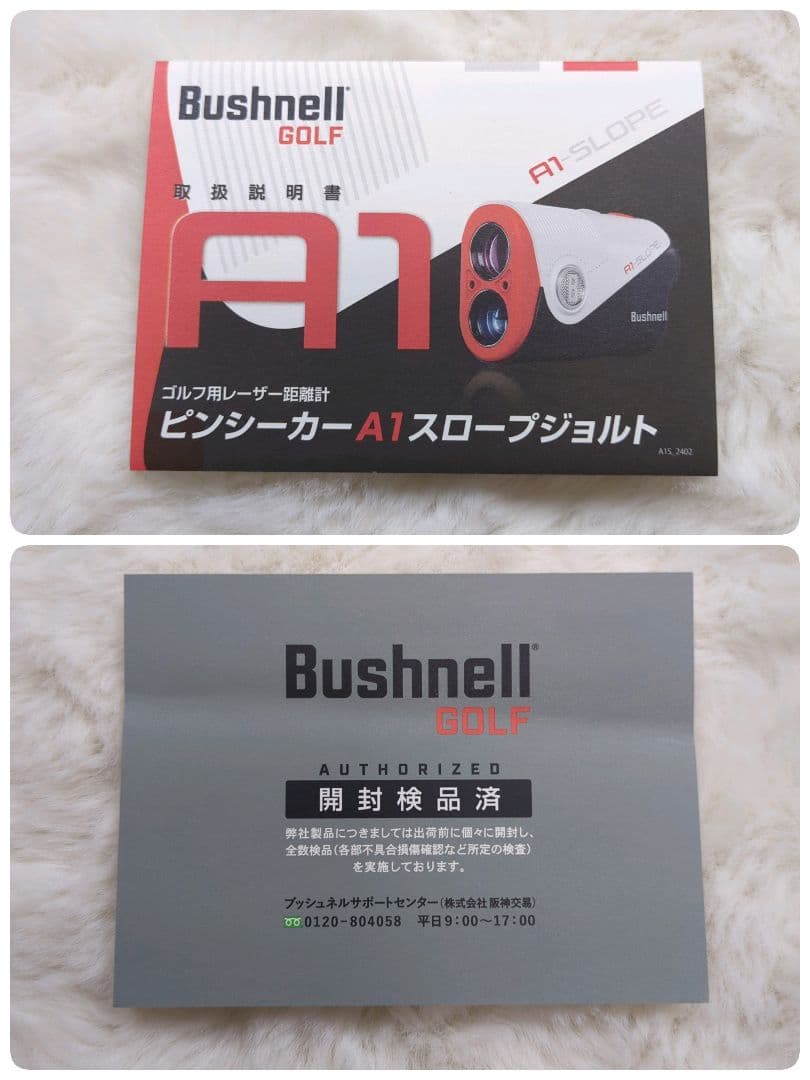 Bushnell®
GOLF
取扱説明書
A1
A1-SLOPE
A1-SLOPE
Bushnell
ゴルフ用レーザー距離計
ピンシーカーA1スロープジョルト
A1S_2402
Bushnell®
GOLF
AUTHORIZED
開封検品済
弊社製品につきましては出荷前に個々に開封し、
全数検品(各部不具合損傷確認など所定の検査)
を実施しております。
ブッシュネルサポートセンター(株式会社 阪神交易)
0120-804058 平日9:00~17:00